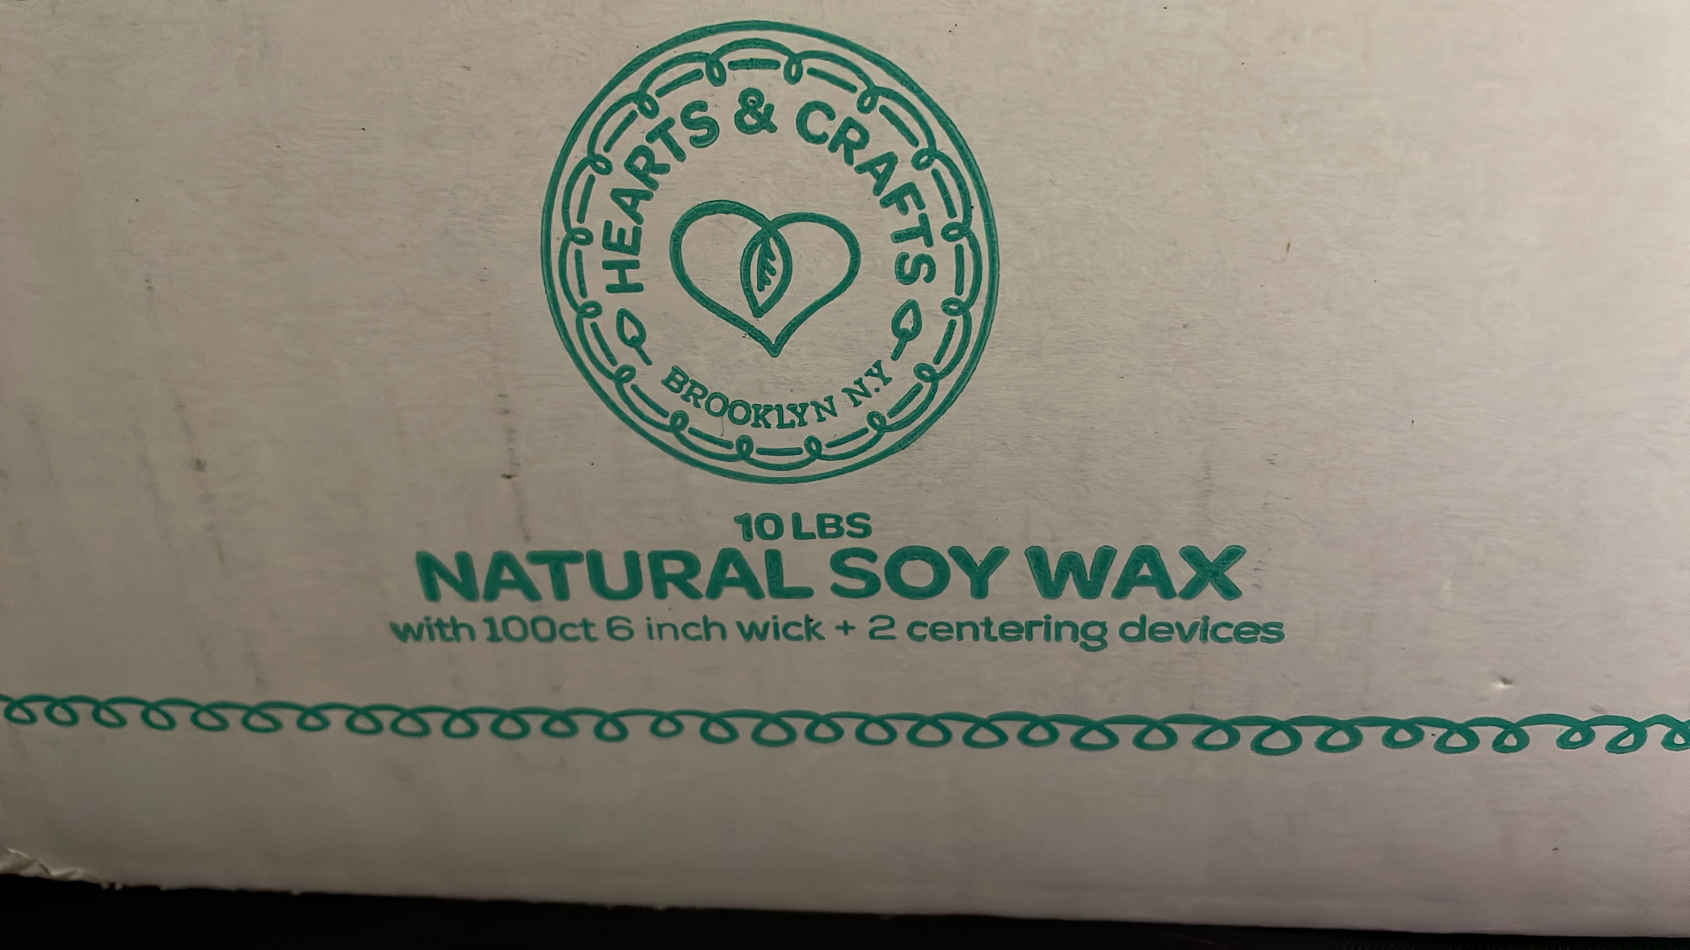 HEARTS & CRAFTS
BROOKLYN N.Y
10 LBS
NATURAL SOY WAX
with 100ct 6 inch wick + 2 centering devices